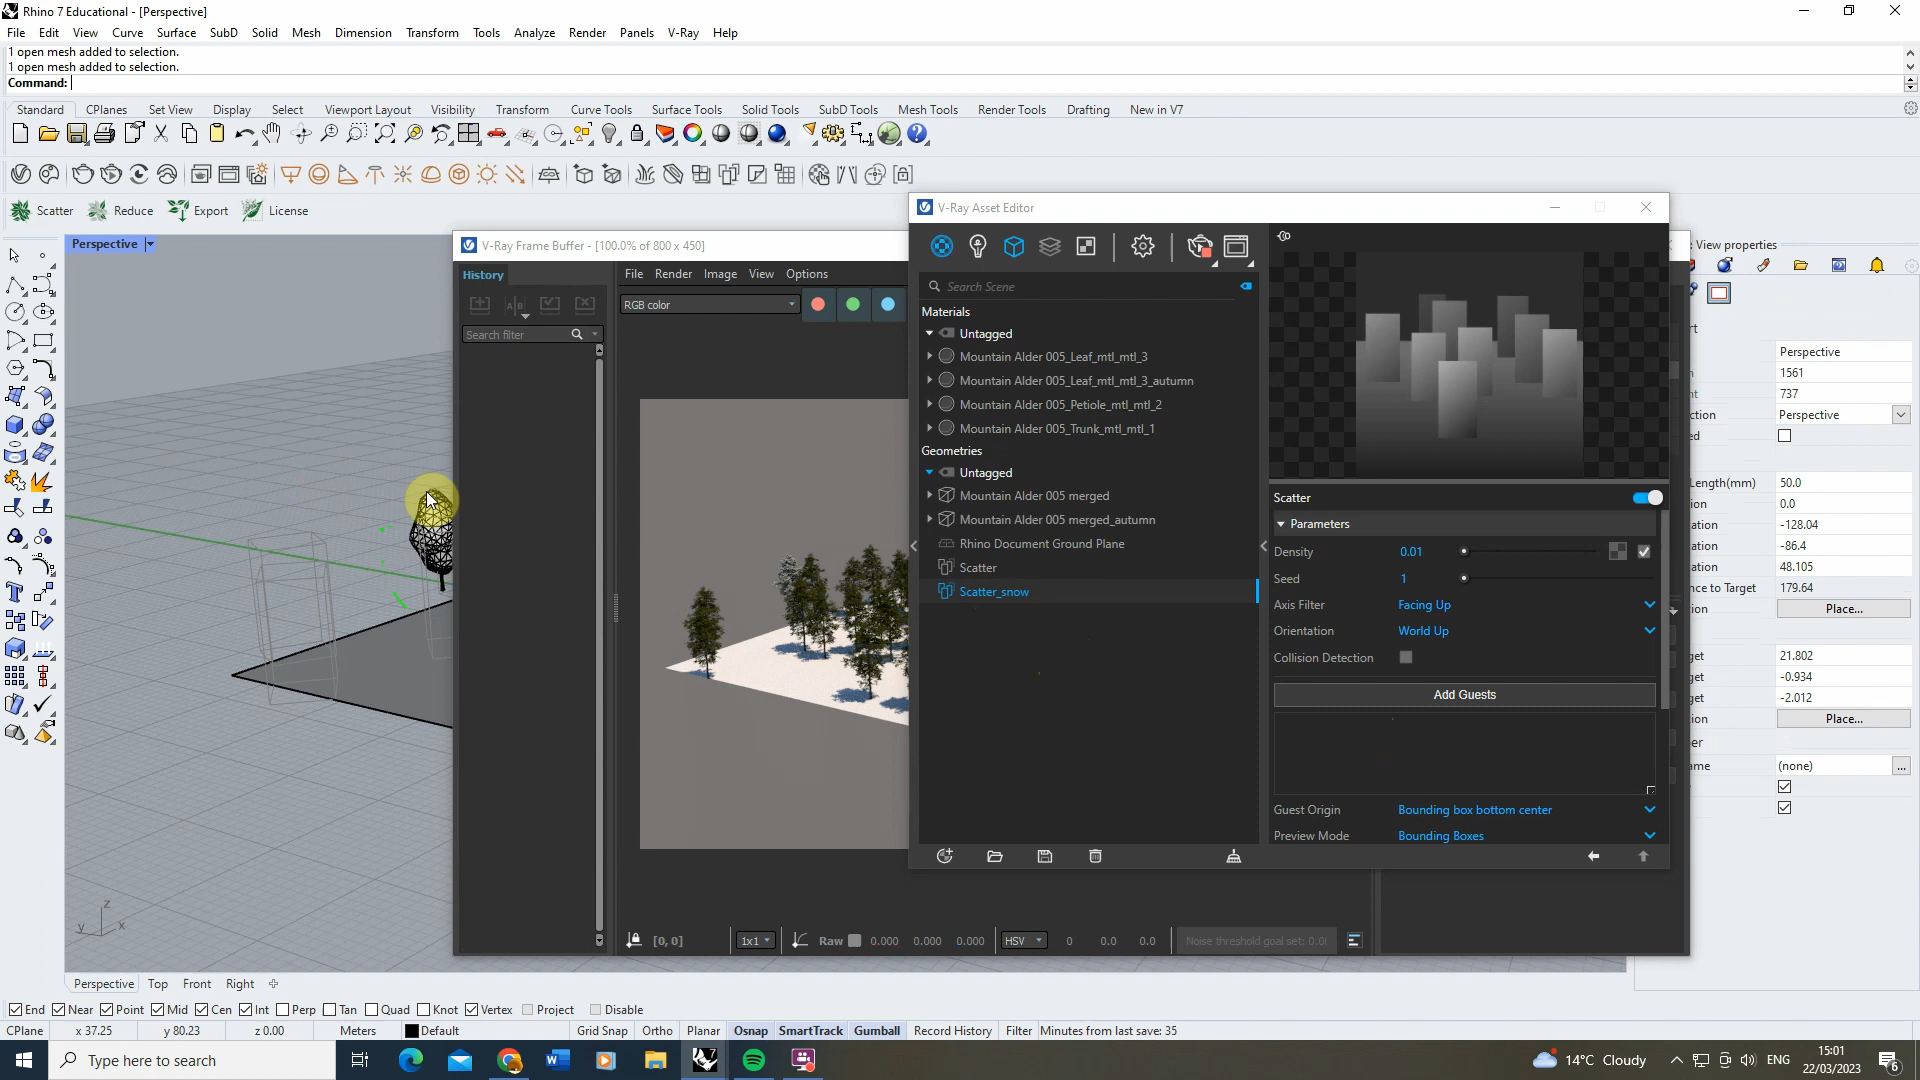 Rhino 7 Educational - [Perspective]
File Edit View Curve Surface SubD Solid Mesh Dimension Transform Tools Analyze Render Panels V-Ray Help
1 open mesh added to selection.
1 open mesh added to selection.
Command:
Standard CPlanes Set View Display Select Viewport Layout Visibility Transform Curve Tools Surface Tools Solid Tools SubD Tools Mesh Tools Render Tools Drafting New in V7
Scatter Reduce Export License
Perspective
V-Ray Frame Buffer - [100.0% of 800 x 450]
History
File Render Image View Options
RGB color
Search filter
V-Ray Asset Editor
Search Scene
Materials
Untagged
Mountain Alder 005_Leaf_mtl_mtl_3
Mountain Alder 005_Leaf_mtl_mtl_3_autumn
Mountain Alder 005_Petiole_mtl_mtl_2
Mountain Alder 005_Trunk_mtl_mtl_1
Geometries
Untagged
Mountain Alder 005 merged
Mountain Alder 005 merged_autumn
Rhino Document Ground Plane
Scatter
Scatter_snow
Scatter
Parameters
Density 0.01
Seed 1
Axis Filter Facing Up
Orientation World Up
Collision Detection
Add Guests
Guest Origin Bounding box bottom center
Preview Mode Bounding Boxes
: View properties
Perspective
1561
737
Perspective
Length(mm) 50.0
0.0
-128.04
-86.4
48.105
nce to Target 179.64
Place...
21.802
-0.934
-2.012
Place...
(none) ...
[0, 0] 1x1 Raw 0.000 0.000 0.000 HSV 0 0.0 0.0 Noise threshold goal set: 0.0
z
y x
Perspective Top Front Right
End Near Point Mid Cen Int Perp Tan Quad Knot Vertex Project Disable
CPlane x 37.25 y 80.23 z 0.00 Meters Default Grid Snap Ortho Planar Osnap SmartTrack Gumball Record History Filter Minutes from last save: 35
Type here to search
14°C Cloudy
ENG
15:01
22/03/2023
6